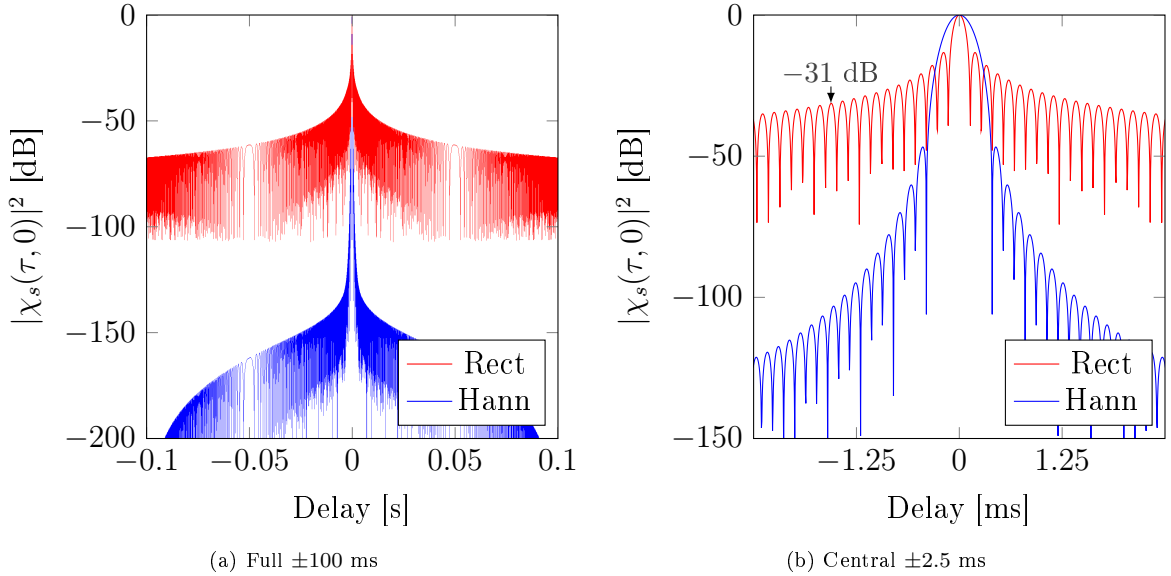 0
−50
−100
−150
−200
|χₛ(τ, 0)|² [dB]
−0.1
−0.05
0
0.05
0.1
Delay [s]
Rect
Hann
(a) Full ±100 ms
0
−50
−100
−150
|χₛ(τ, 0)|² [dB]
−31 dB
−1.25
0
1.25
Delay [ms]
Rect
Hann
(b) Central ±2.5 ms